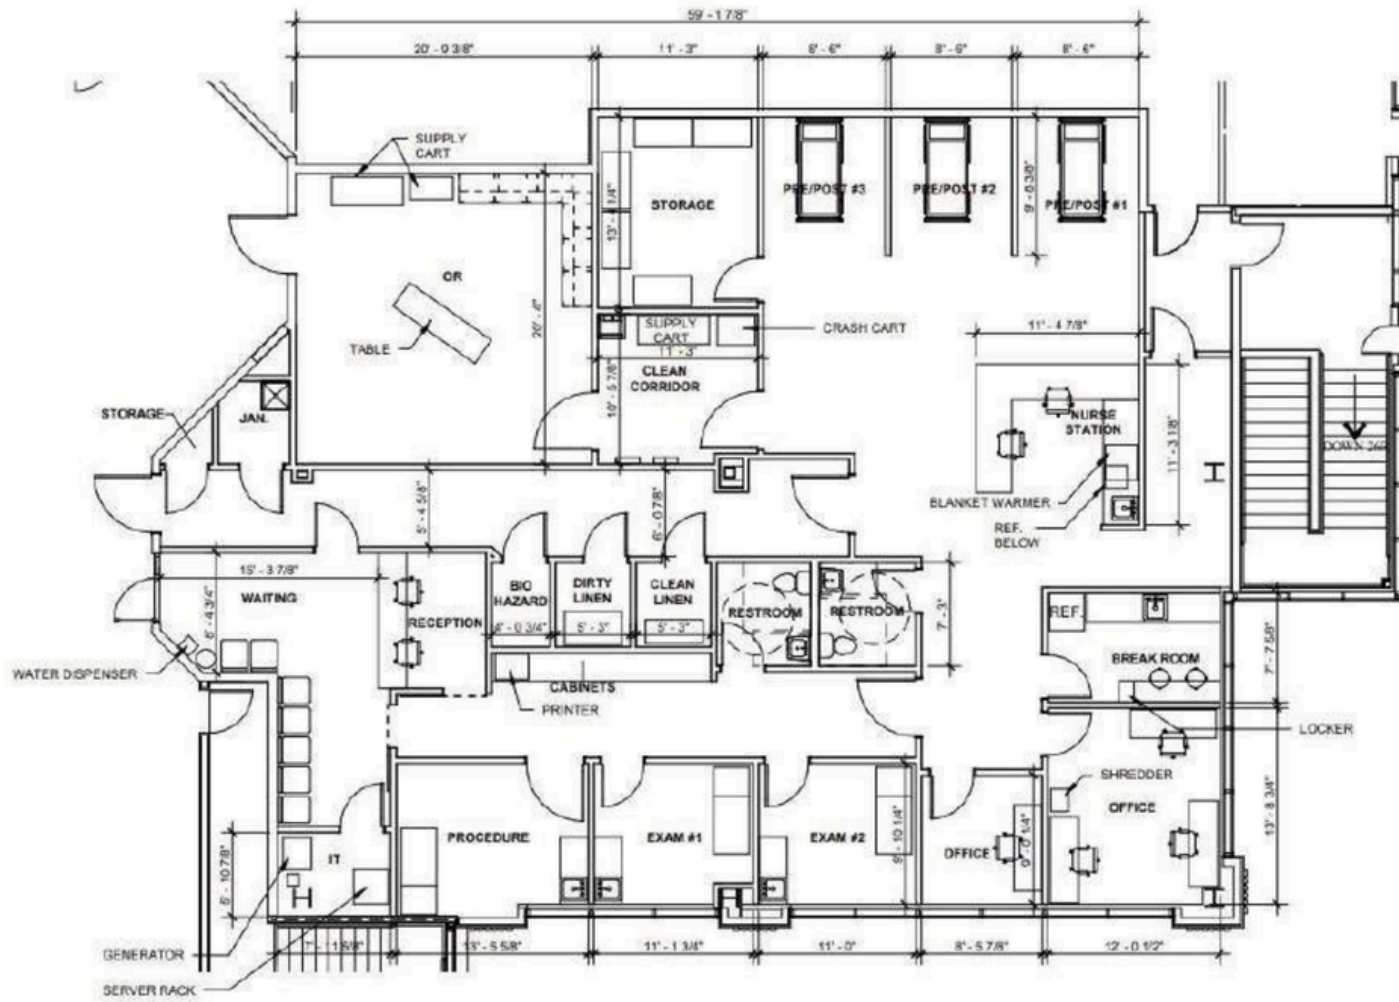 59' - 1 7/8"
20' - 0 3/8"
11' - 3"
8' - 6"
8' - 6"
8' - 6"
SUPPLY
CART
STORAGE
13' - 4 1/4"
PRE/POST #3
PRE/POST #2
PRE/POST #1
9' - 8 3/8"
OR
TABLE
20' - 4"
SUPPLY
CART
11' - 3"
CRASH CART
11' - 4 7/8"
CLEAN
CORRIDOR
10' - 5 7/8"
STORAGE
JAN.
NURSE
STATION
11' - 3 1/8"
DOWN
BLANKET WARMER
REF.
BELOW
5' - 4 5/8"
6' - 0 7/8"
15' - 3 7/8"
WAITING
RECEPTION
BIO
HAZARD
4' - 0 3/4"
DIRTY
LINEN
5' - 3"
CLEAN
LINEN
5' - 3"
RESTROOM
RESTROOM
7' - 3"
REF.
BREAK ROOM
7' - 7 5/8"
WATER DISPENSER
CABINETS
PRINTER
LOCKER
SHREDDER
OFFICE
13' - 8 3/4"
PROCEDURE
EXAM #1
EXAM #2
9' - 10 1/4"
OFFICE
IT
6' - 10 7/8"
GENERATOR
SERVER RACK
13' - 5 5/8"
11' - 1 3/4"
11' - 0"
8' - 5 7/8"
12' - 0 1/2"